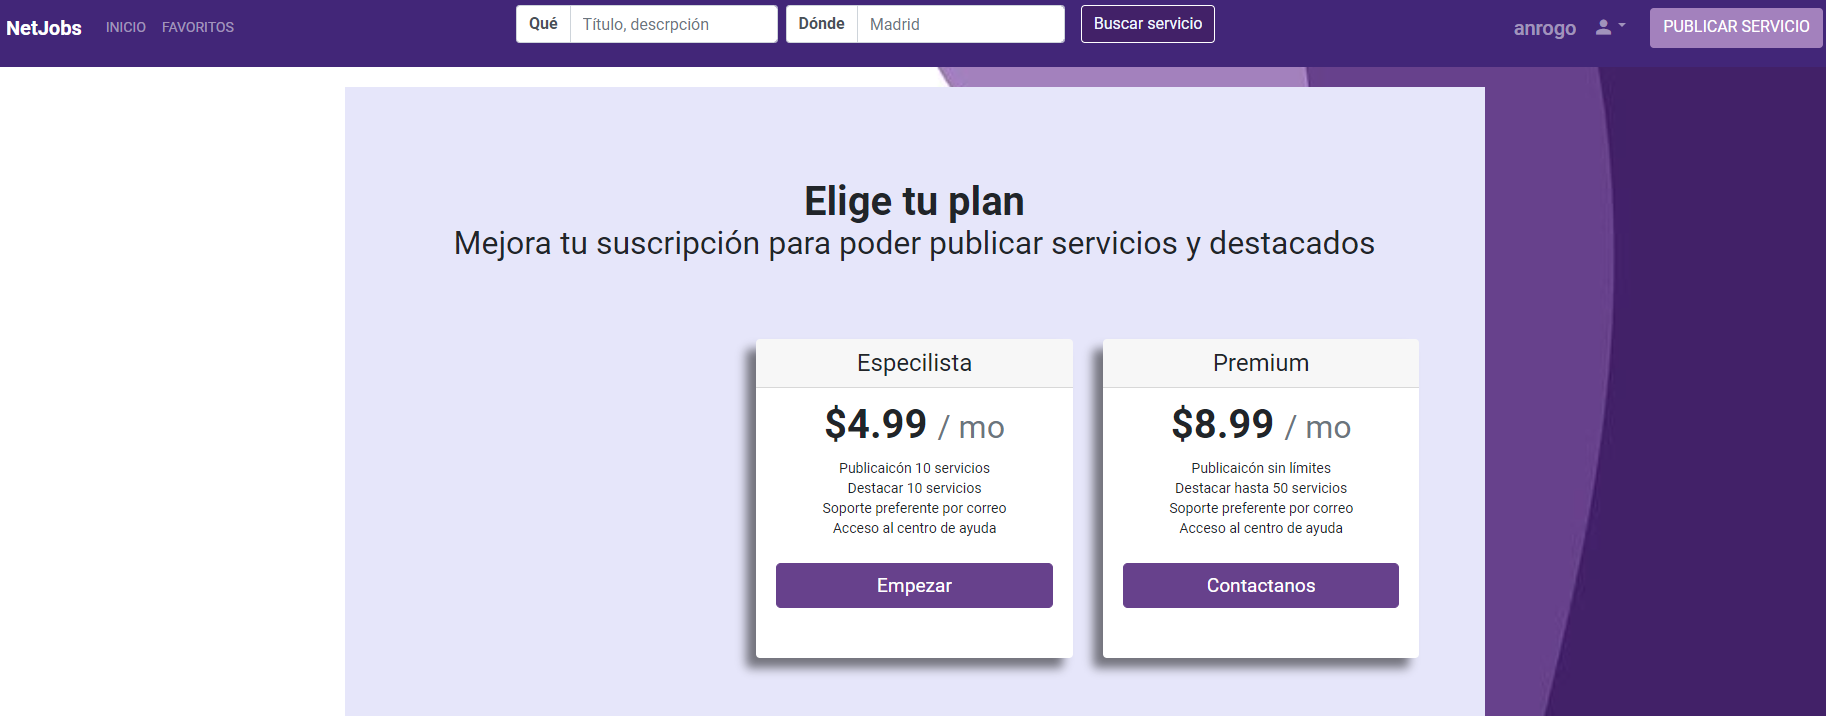 NetJobs INICIO FAVORITOS Qué Título, descrpción Dónde Madrid Buscar servicio anrogo PUBLICAR SERVICIO
Elige tu plan
Mejora tu suscripción para poder publicar servicios y destacados
Especilista
$4.99 / mo
Publicaicón 10 servicios
Destacar 10 servicios
Soporte preferente por correo
Acceso al centro de ayuda
Empezar
Premium
$8.99 / mo
Publicaicón sin límites
Destacar hasta 50 servicios
Soporte preferente por correo
Acceso al centro de ayuda
Contactanos